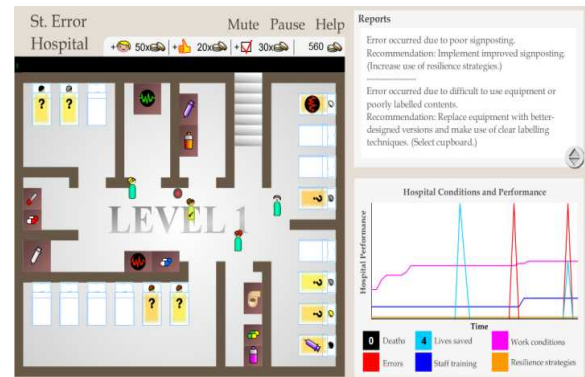 St. Error
Hospital
Mute Pause Help
+ 50x + 20x + 30x 560
LEVEL 1
? ?
? ?
?
?
?
Reports
Error occurred due to poor signposting.
Recommendation: Implement improved signposting.
(Increase use of resilience strategies.)
--------------------
Error occurred due to difficult to use equipment or
poorly labelled contents.
Recommendation: Replace equipment with better-
designed versions and make use of clear labelling
techniques. (Select cupboard.)
Hospital Conditions and Performance
Hospital Performance
Time
0 Deaths 4 Lives saved Work conditions
Errors Staff training Resilience strategies